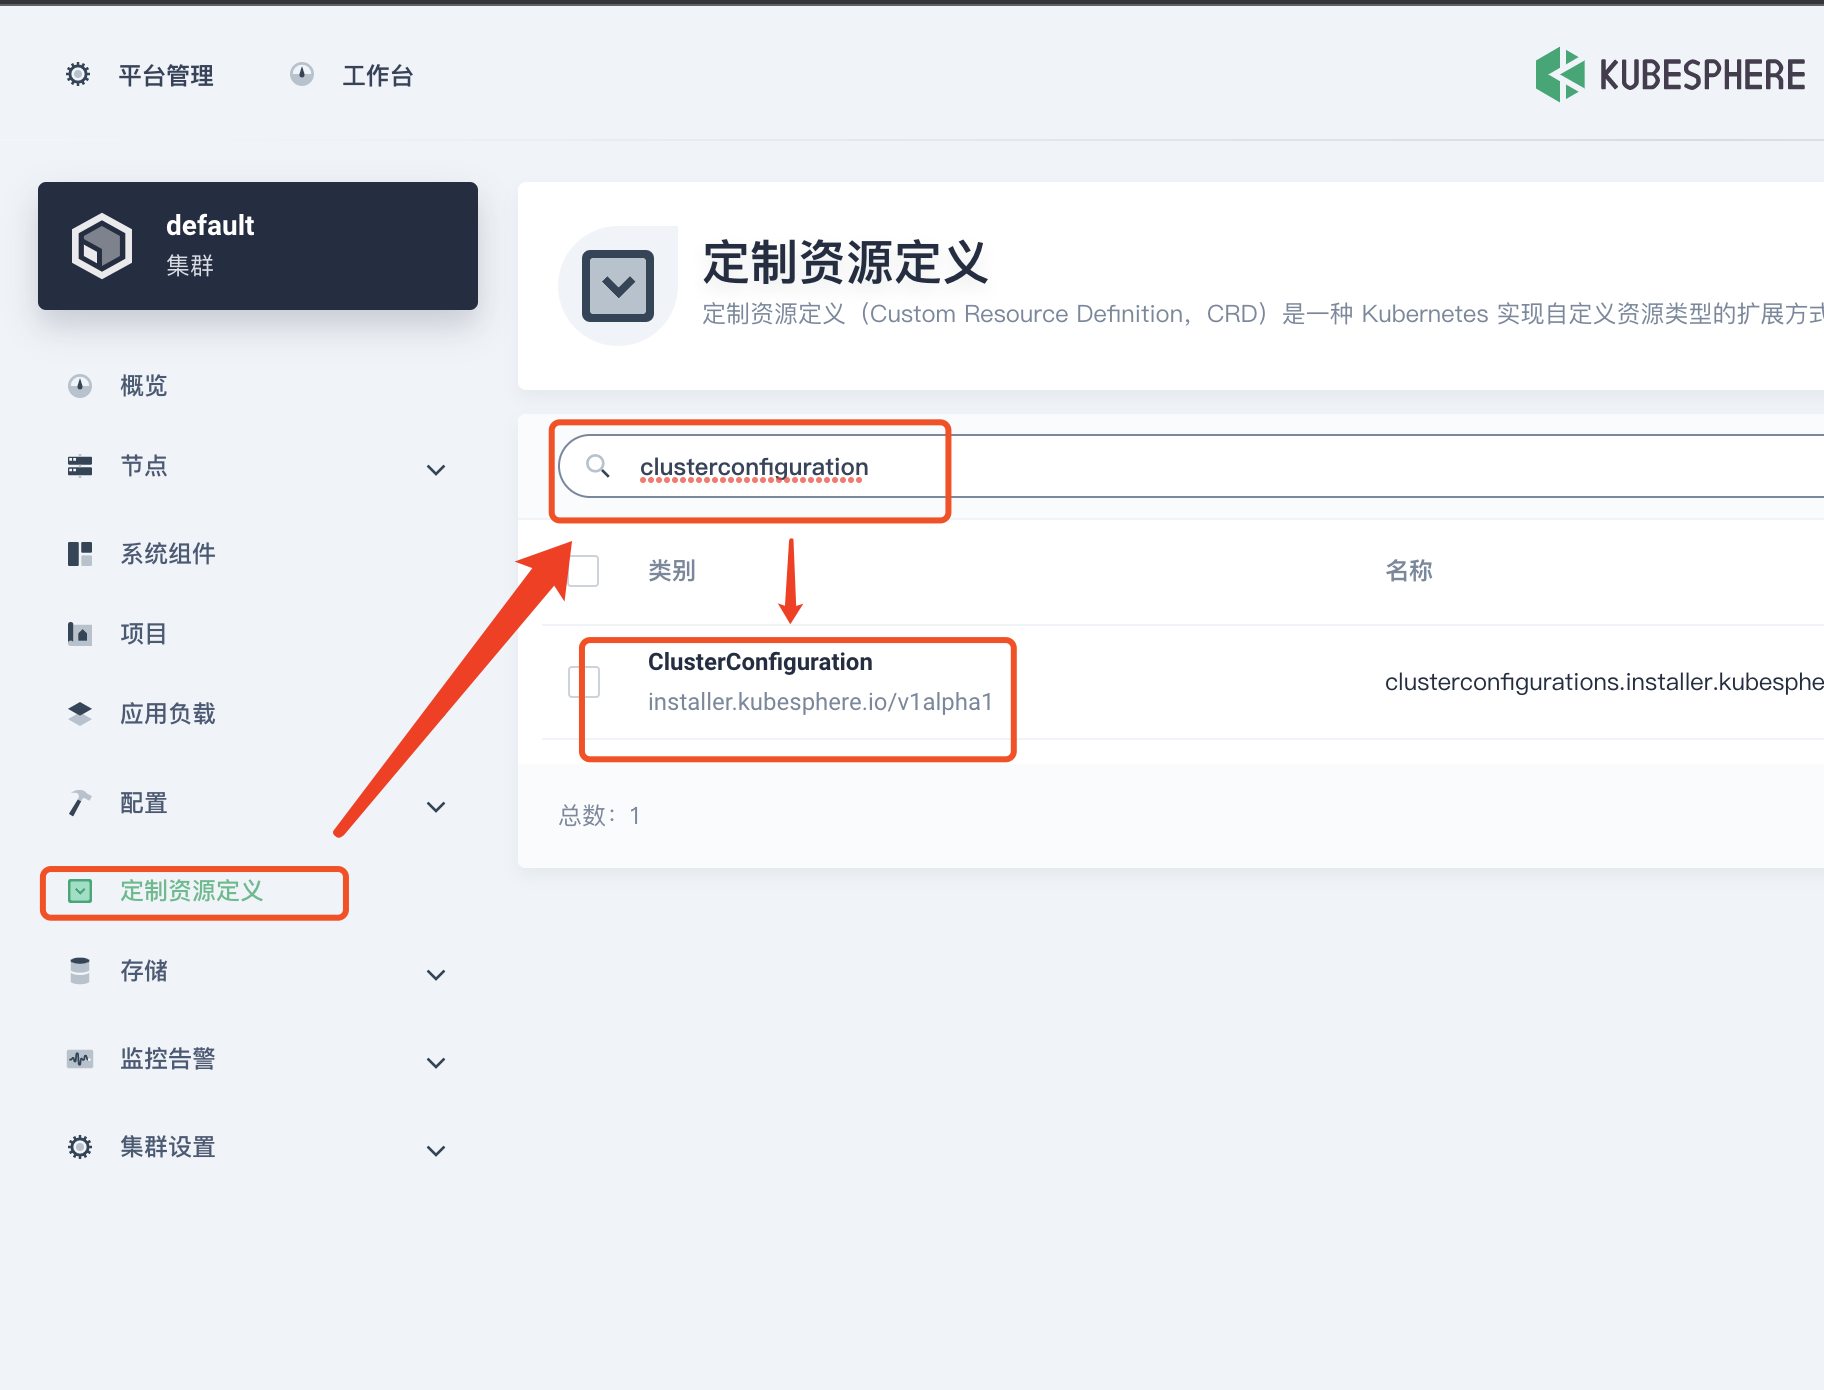 平台管理
工作台
KUBESPHERE
default
集群
概览
节点
系统组件
项目
应用负载
配置
定制资源定义
存储
监控告警
集群设置
定制资源定义
定制资源定义（Custom Resource Definition，CRD）是一种 Kubernetes 实现自定义资源类型的扩展方式
clusterconfiguration
类别
名称
ClusterConfiguration
installer.kubesphere.io/v1alpha1
clusterconfigurations.installer.kubesphe
总数：1